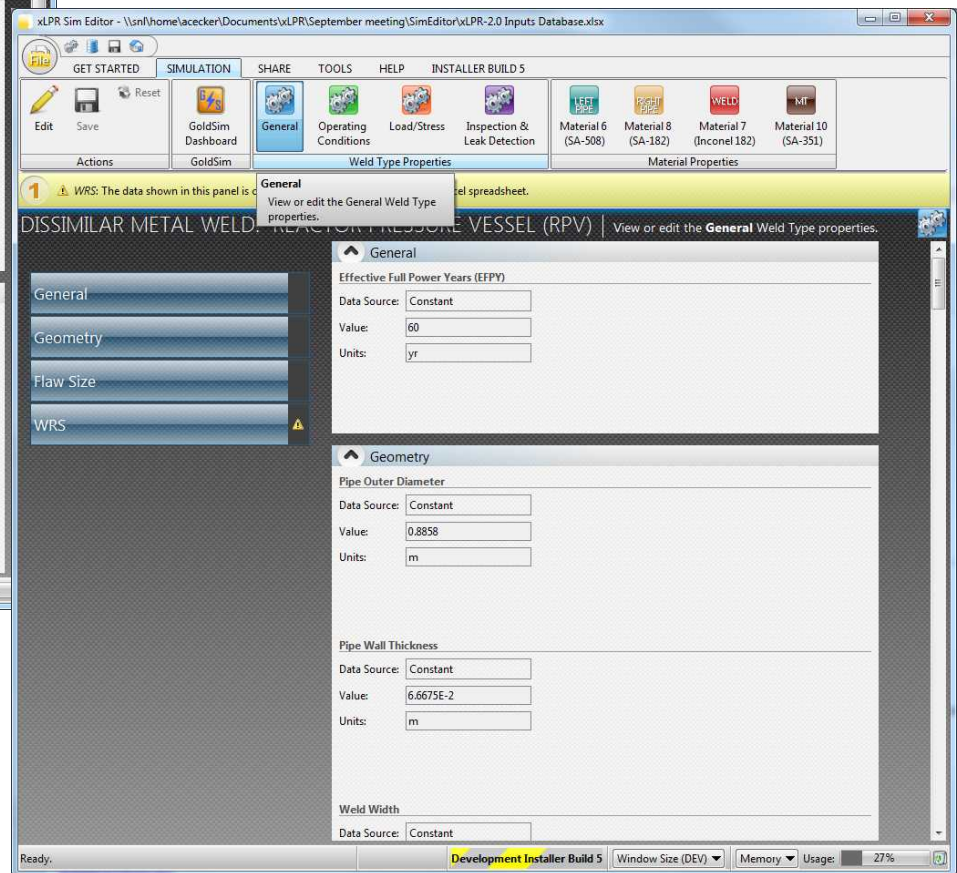 xLPR Sim Editor - \\snl\home\acecker\Documents\xLPR\September meeting\SimEditor\xLPR-2.0 Inputs Database.xlsx
File
GET STARTED SIMULATION SHARE TOOLS HELP INSTALLER BUILD 5
Edit
Save
Reset
Actions
G/S
GoldSim Dashboard
GoldSim
General
Operating Conditions
Load/Stress
Inspection & Leak Detection
Weld Type Properties
LEFT PIPE
Material 6 (SA-508)
RIGHT PIPE
Material 8 (SA-182)
WELD
Material 7 (Inconel 182)
MT
Material 10 (SA-351)
Material Properties
1 WRS: The data shown in this panel is el spreadsheet.
General
View or edit the General Weld Type properties.
DISSIMILAR METAL WELD: REACTOR PRESSURE VESSEL (RPV) | View or edit the General Weld Type properties.
General
Geometry
Flaw Size
WRS
General
Effective Full Power Years (EFPY)
Data Source: Constant
Value: 60
Units: yr
Geometry
Pipe Outer Diameter
Data Source: Constant
Value: 0.8858
Units: m
Pipe Wall Thickness
Data Source: Constant
Value: 6.6675E-2
Units: m
Weld Width
Data Source: Constant
Ready. Development Installer Build 5 Window Size (DEV) Memory Usage: 27%